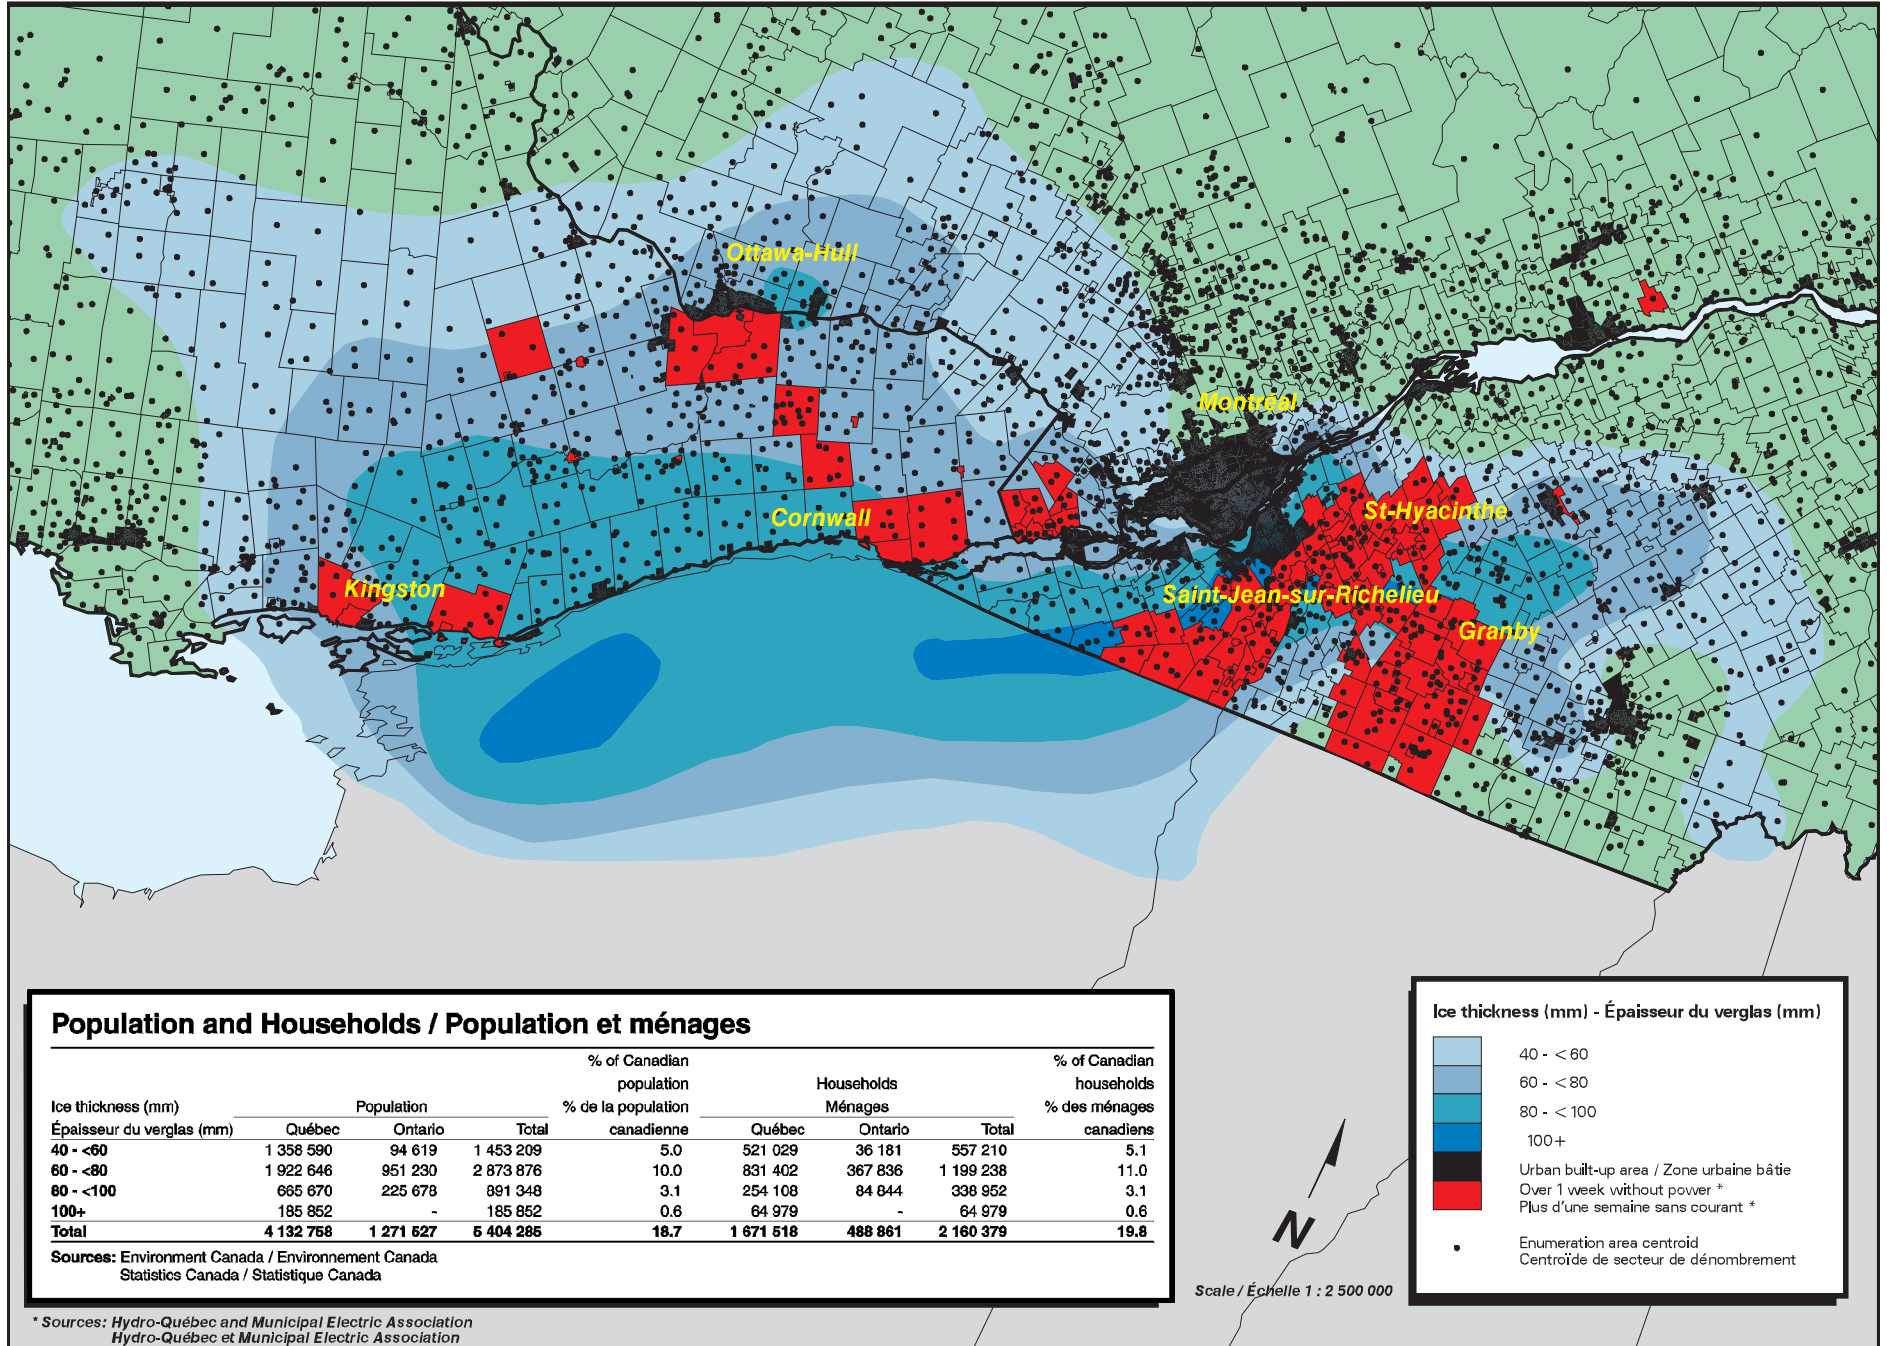 Ottawa-Hull
Montréal
Cornwall
St-Hyacinthe
Kingston
Saint-Jean-sur-Richelieu
Granby
Population and Households / Population et ménages
% of Canadian % of Canadian
population Households households
Ice thickness (mm) Population % de la population Ménages % des ménages
Épaisseur du verglas (mm) Québec Ontario Total canadienne Québec Ontario Total canadiens
40 - <60 1 358 590 94 619 1 453 209 5.0 521 029 36 181 557 210 5.1
60 - <80 1 922 646 951 230 2 873 876 10.0 831 402 367 836 1 199 238 11.0
80 - <100 665 670 225 678 891 348 3.1 254 108 84 844 338 952 3.1
100+ 185 852 - 185 852 0.6 64 979 - 64 979 0.6
Total 4 132 758 1 271 527 5 404 285 18.7 1 671 518 488 861 2 160 379 19.8
Sources: Environment Canada / Environnement Canada
Statistics Canada / Statistique Canada
* Sources: Hydro-Québec and Municipal Electric Association
Hydro-Québec et Municipal Electric Association
N
Scale / Échelle 1 : 2 500 000
Ice thickness (mm) - Épaisseur du verglas (mm)
40 - < 60
60 - < 80
80 - < 100
100+
Urban built-up area / Zone urbaine bâtie
Over 1 week without power *
Plus d'une semaine sans courant *
Enumeration area centroid
Centroïde de secteur de dénombrement